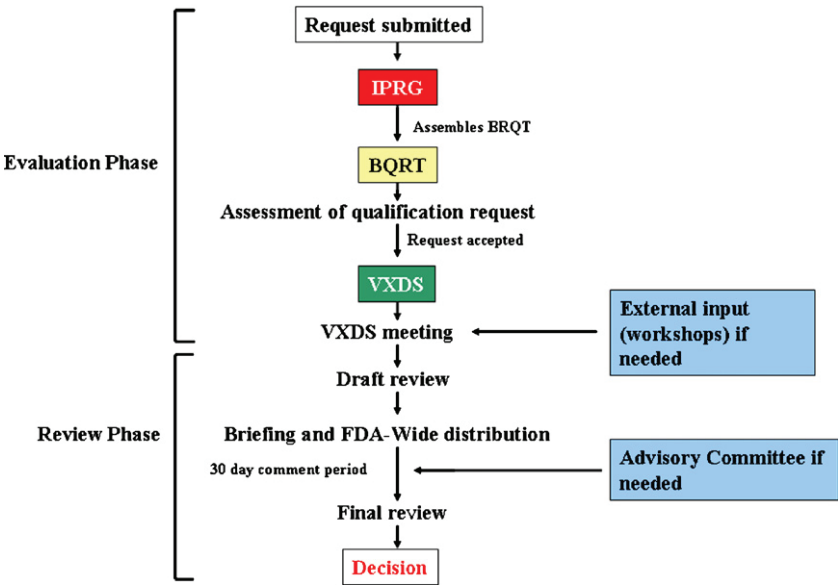 Request submitted
IPRG
Assembles BRQT
Evaluation Phase
BQRT
Assessment of qualification request
Request accepted
VXDS
External input
(workshops) if
needed
VXDS meeting
Draft review
Review Phase
Briefing and FDA-Wide distribution
30 day comment period
Advisory Committee if
needed
Final review
Decision